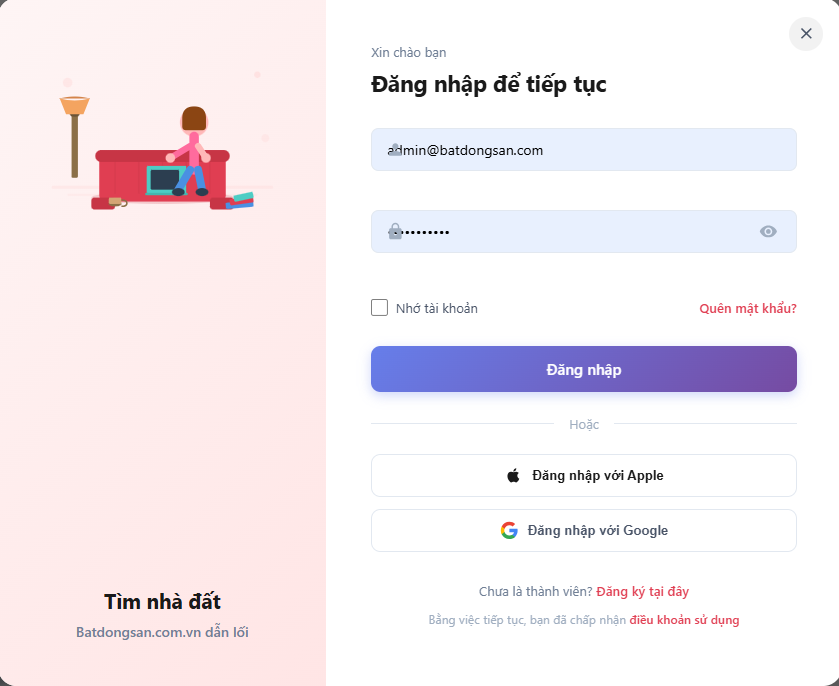 Xin chào bạn
Đăng nhập để tiếp tục
admin@batdongsan.com
Nhớ tài khoản
Quên mật khẩu?
Đăng nhập
Hoặc
Đăng nhập với Apple
Đăng nhập với Google
Chưa là thành viên? Đăng ký tại đây
Bằng việc tiếp tục, bạn đã chấp nhận điều khoản sử dụng
Tìm nhà đất
Batdongsan.com.vn dẫn lối